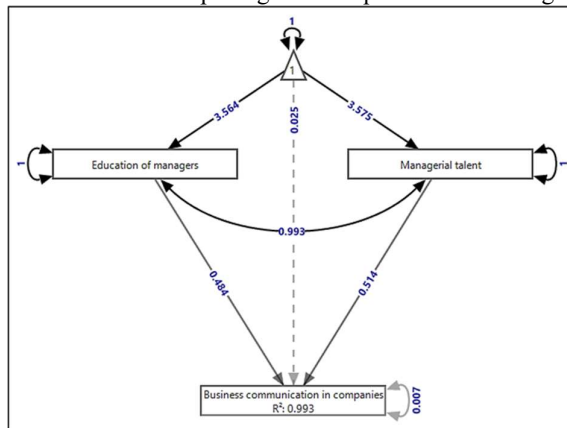 1
1
3.564
0.025
3.575
1
Education of managers
Managerial talent
1
0.993
0.484
0.514
Business communication in companies
R²: 0.993
0.007